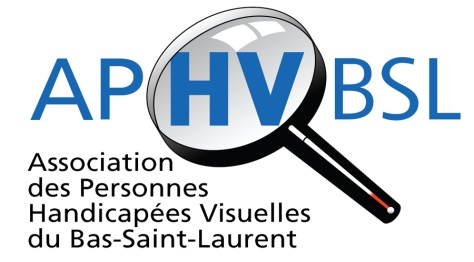 APHVBSL
Association
des Personnes
Handicapées Visuelles
du Bas-Saint-Laurent